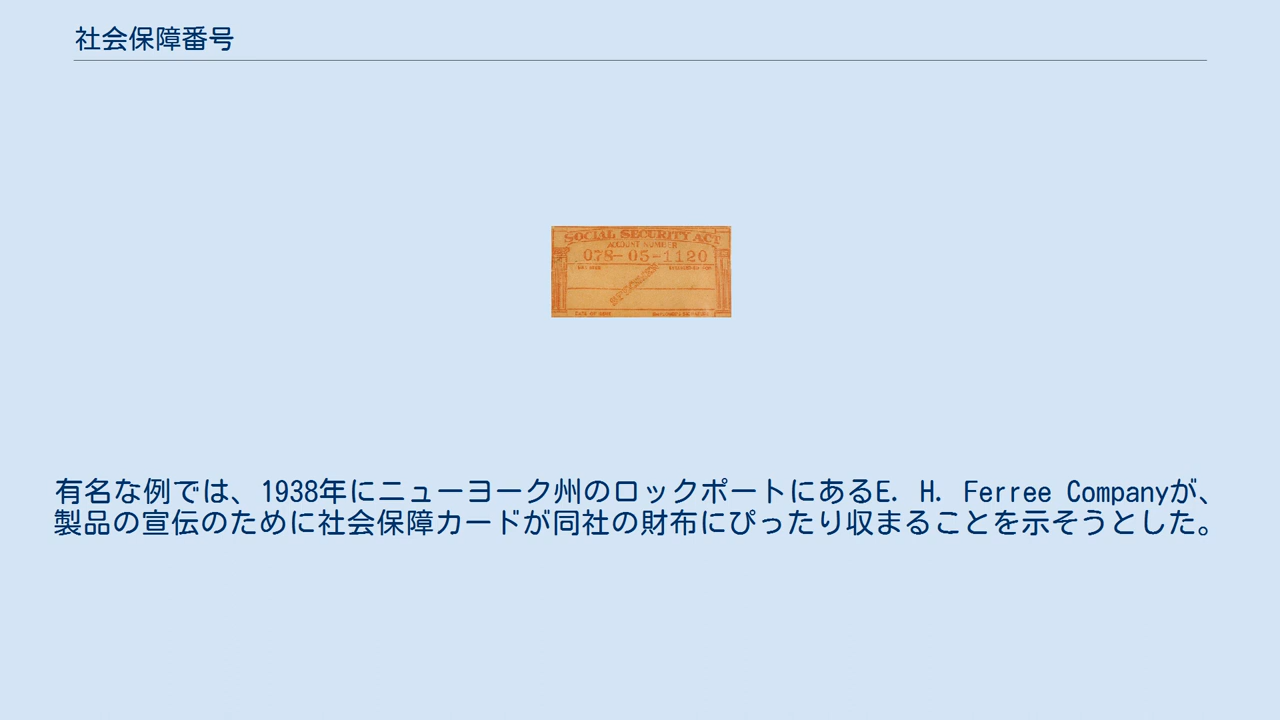 社会保障番号
SOCIAL SECURITY ACT
ACCOUNT NUMBER
078-05-1120
SPECIMEN
有名な例では、1938年にニューヨーク州のロックポートにあるE. H. Ferree Companyが、
製品の宣伝のために社会保障カードが同社の財布にぴったり収まることを示そうとした。